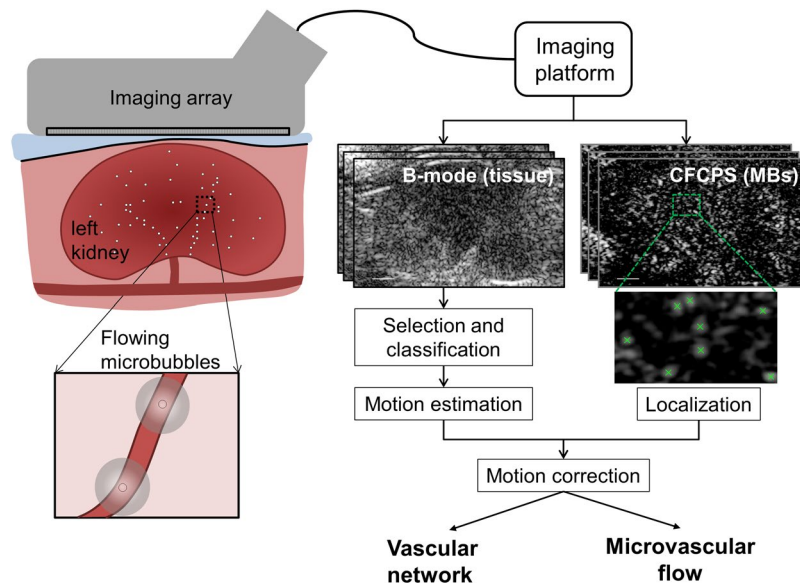 Imaging array
left
kidney
Flowing
microbubbles
Imaging
platform
B-mode (tissue)
CFCPS (MBs)
Selection and
classification
Motion estimation
Localization
Motion correction
Vascular
network
Microvascular
flow